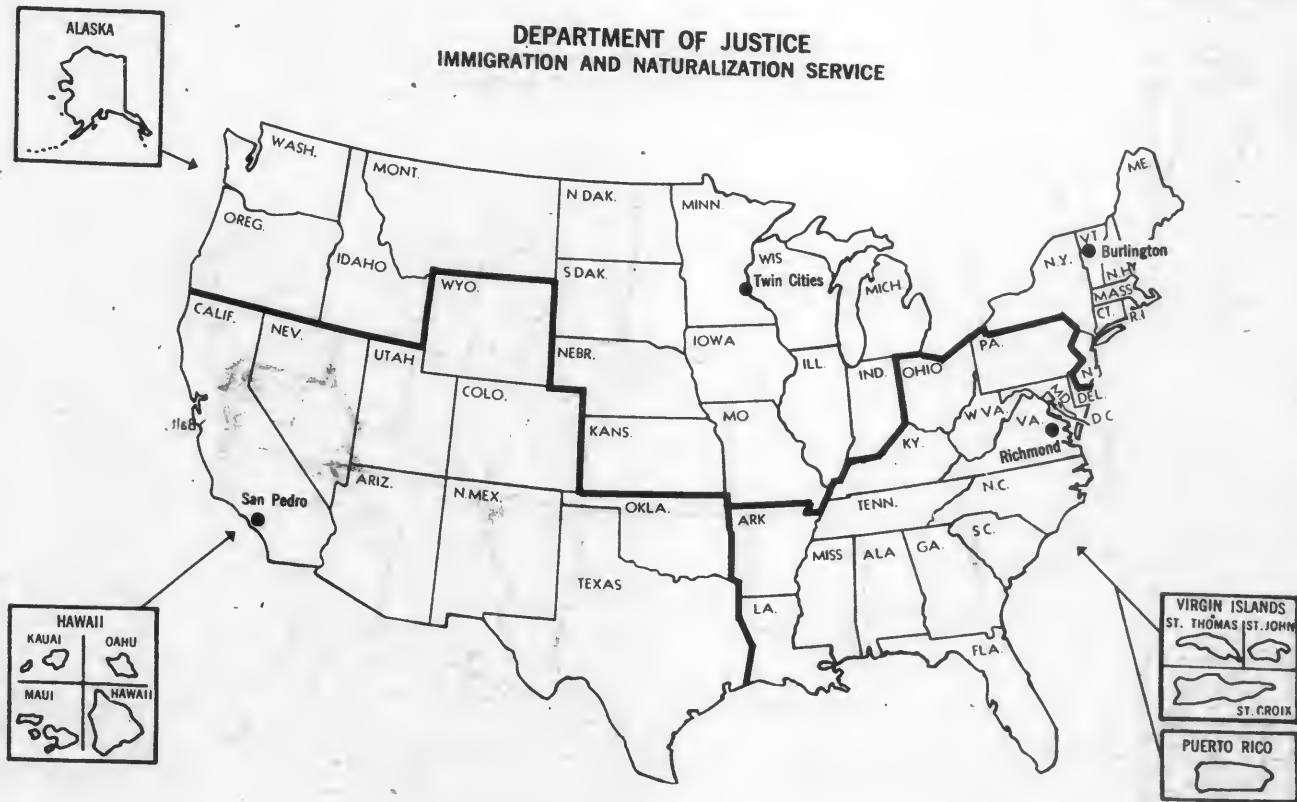 ALASKA
DEPARTMENT OF JUSTICE
IMMIGRATION AND NATURALIZATION SERVICE
WASH.
MONT.
N DAK.
MINN.
ME.
OREG.
IDAHO
S DAK.
WIS
MICH
N.Y.
VT.
Burlington
N.H.
MASS
CT.
R.I
Twin Cities
WYO.
CALIF.
NEV.
UTAH
NEBR.
IOWA
ILL.
IND.
OHIO
PA.
N.J.
COLO.
KANS.
MO
KY.
W VA.
VA.
MD.
DEL.
D C
Richmond
San Pedro
ARIZ.
N.MEX.
OKLA.
ARK
TENN.
N.C.
S C.
MISS
ALA
GA.
TEXAS
LA.
FLA.
HAWAII
KAUAI
OAHU
MAUI
HAWAII
VIRGIN ISLANDS
ST. THOMAS
ST. JOHN
ST. CROIX
PUERTO RICO